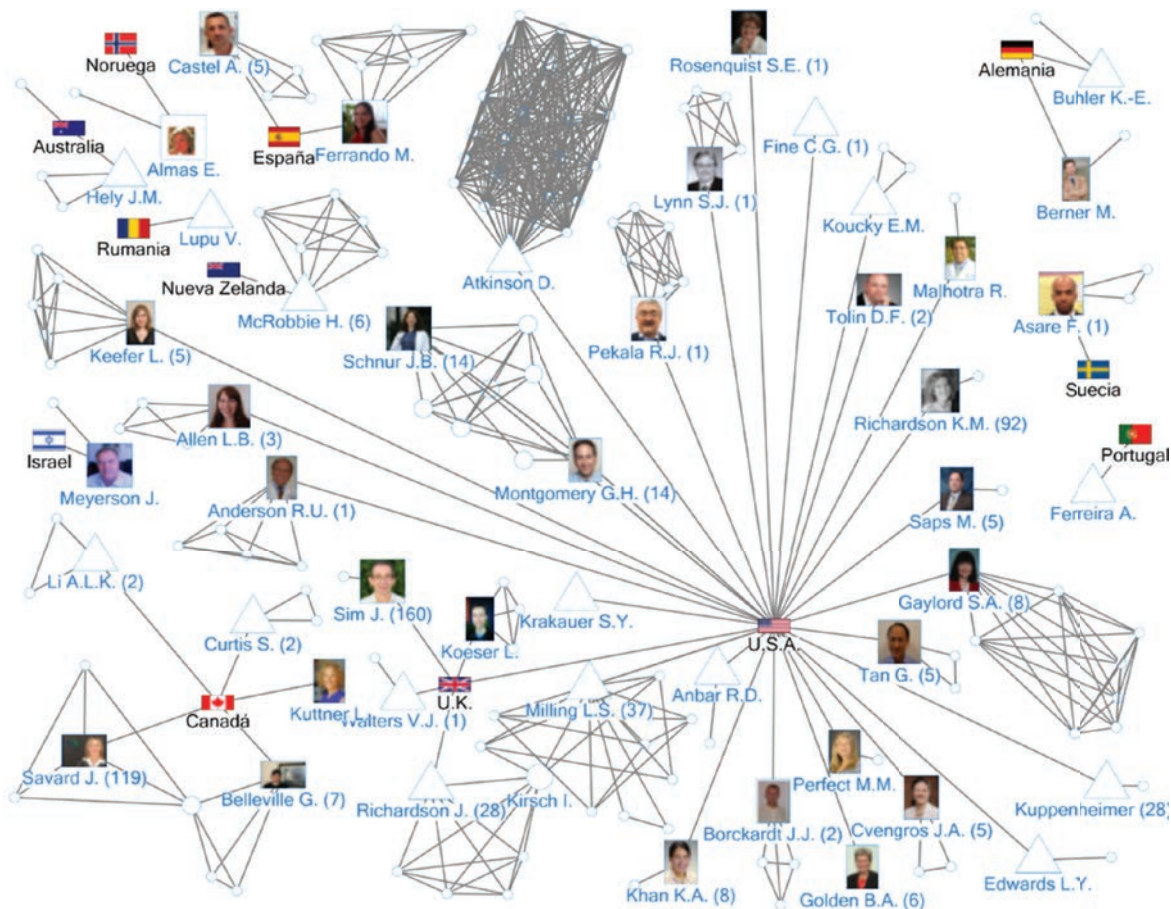 Noruega
Castel A. (5)
Rosenquist S.E. (1)
Alemania
Buhler K.-E.
Australia
Almas E.
España
Ferrando M.
Fine C.G. (1)
Hely J.M.
Lynn S.J. (1)
Berner M.
Rumania
Lupu V.
Koucky E.M.
Nueva Zelanda
Atkinson D.
Malhotra R.
McRobbie H. (6)
Tolin D.F. (2)
Asare F. (1)
Keefer L. (5)
Schnur J.B. (14)
Pekala R.J. (1)
Suecia
Richardson K.M. (92)
Allen L.B. (3)
Israel
Portugal
Meyerson J.
Montgomery G.H. (14)
Anderson R.U. (1)
Ferreira A.
Saps M. (5)
Li A.L.K. (2)
Gaylord S.A. (8)
Sim J. (160)
Krakauer S.Y.
Curtis S. (2)
Koeser L.
U.S.A.
Tan G. (5)
Anbar R.D.
U.K.
Canadá
Kuttner L.
Walters V.J. (1)
Milling L.S. (37)
Savard J. (119)
Belleville G. (7)
Perfect M.M.
Richardson J. (28)
Kirsch I.
Kuppenheimer (28)
Borckardt J.J. (2)
Cvengros J.A. (5)
Edwards L.Y.
Khan K.A. (8)
Golden B.A. (6)